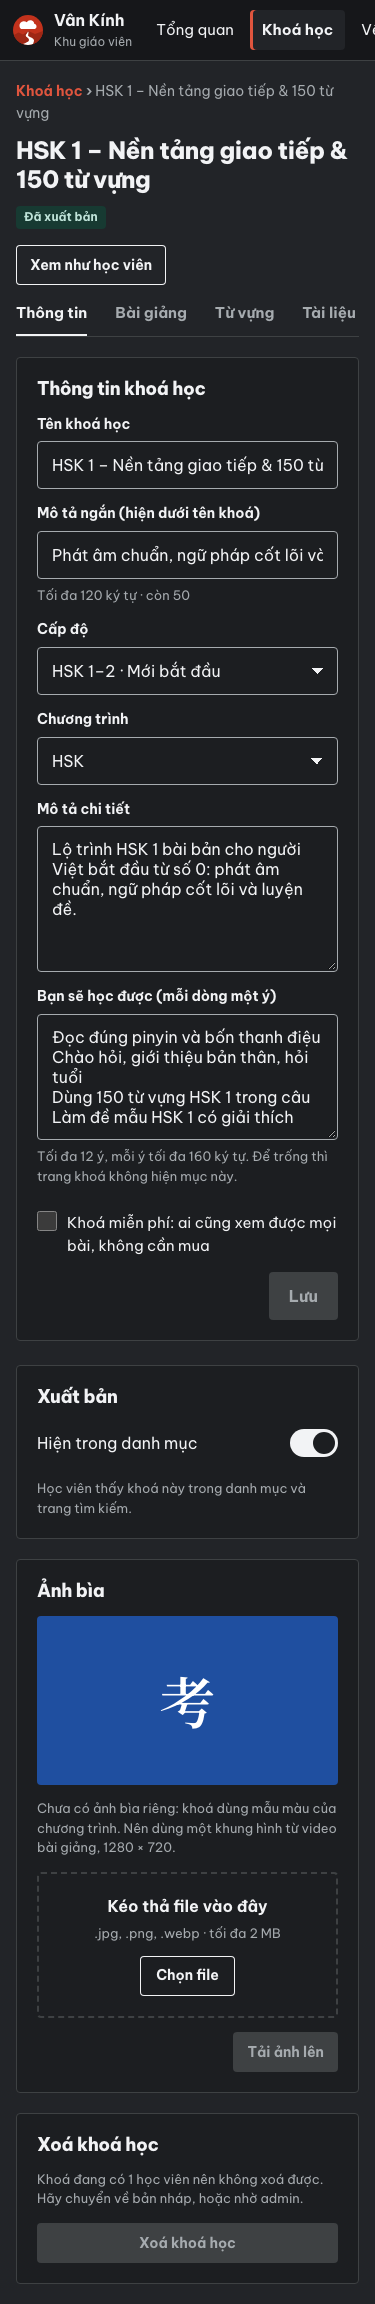 Vân Kính
Khu giáo viên
Tổng quan
Khoá học
Khoá học › HSK 1 – Nền tảng giao tiếp & 150 từ
vựng
HSK 1 – Nền tảng giao tiếp &
150 từ vựng
Đã xuất bản
Xem như học viên
Thông tin
Bài giảng
Từ vựng
Tài liệu
Thông tin khoá học
Tên khoá học
HSK 1 – Nền tảng giao tiếp & 150 từ
Mô tả ngắn (hiện dưới tên khoá)
Phát âm chuẩn, ngữ pháp cốt lõi và
Tối đa 120 ký tự · còn 50
Cấp độ
HSK 1–2 · Mới bắt đầu
Chương trình
HSK
Mô tả chi tiết
Lộ trình HSK 1 bài bản cho người
Việt bắt đầu từ số 0: phát âm
chuẩn, ngữ pháp cốt lõi và luyện
đề.
Bạn sẽ học được (mỗi dòng một ý)
Đọc đúng pinyin và bốn thanh điệu
Chào hỏi, giới thiệu bản thân, hỏi
tuổi
Dùng 150 từ vựng HSK 1 trong câu
Làm đề mẫu HSK 1 có giải thích
Tối đa 12 ý, mỗi ý tối đa 160 ký tự. Để trống thì
trang khoá không hiện mục này.
Khoá miễn phí: ai cũng xem được mọi
bài, không cần mua
Lưu
Xuất bản
Hiện trong danh mục
Học viên thấy khoá này trong danh mục và
trang tìm kiếm.
Ảnh bìa
考
Chưa có ảnh bìa riêng: khoá dùng mẫu màu của
chương trình. Nên dùng một khung hình từ video
bài giảng, 1280 × 720.
Kéo thả file vào đây
.jpg, .png, .webp · tối đa 2 MB
Chọn file
Tải ảnh lên
Xoá khoá học
Khoá đang có 1 học viên nên không xoá được.
Hãy chuyển về bản nháp, hoặc nhờ admin.
Xoá khoá học